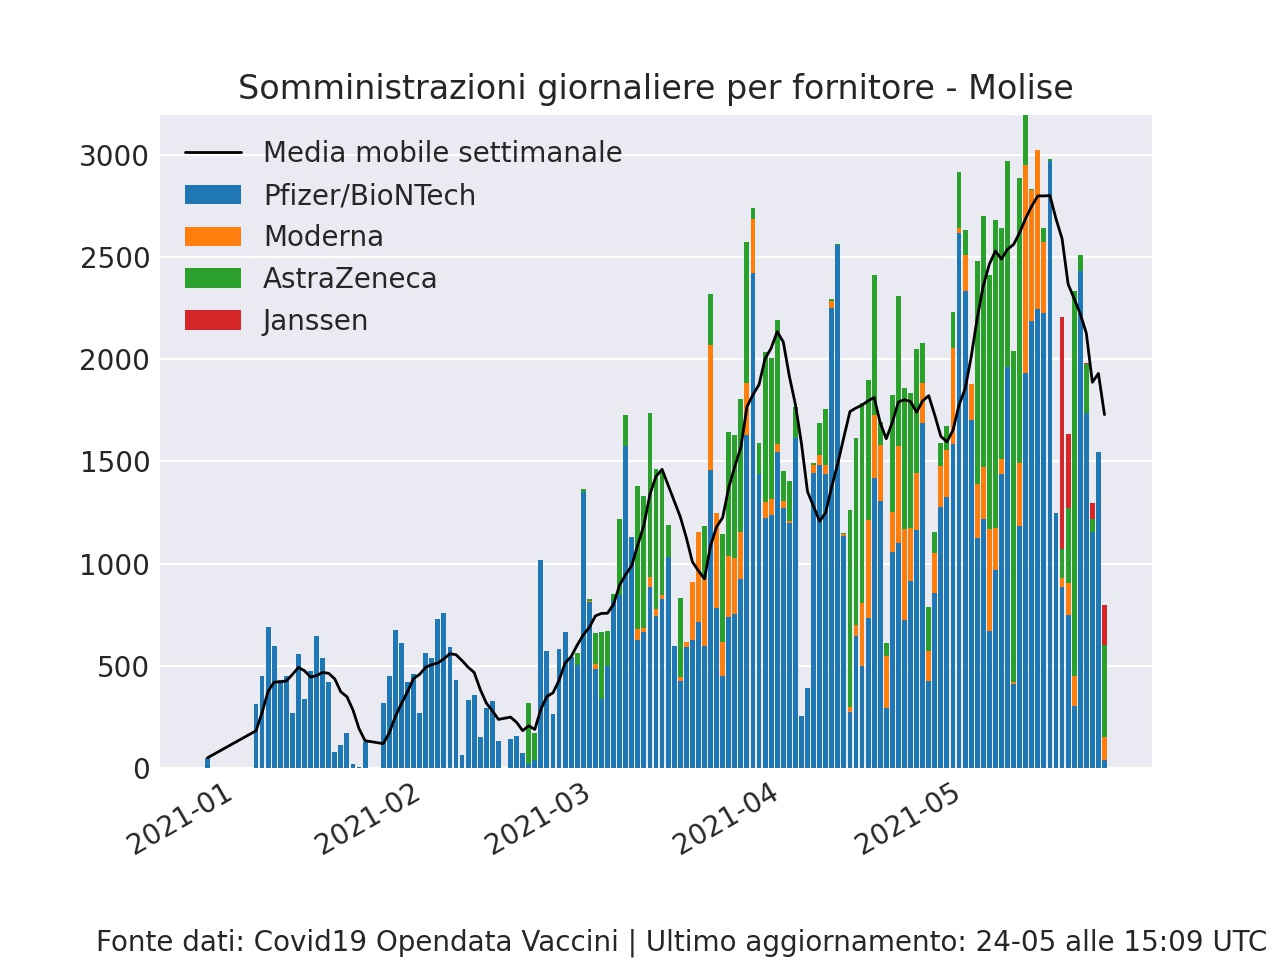 Somministrazioni giornaliere per fornitore - Molise
Media mobile settimanale
Pfizer/BioNTech
Moderna
AstraZeneca
Janssen
3000
2500
2000
1500
1000
500
0
2021-01
2021-02
2021-03
2021-04
2021-05
Fonte dati: Covid19 Opendata Vaccini | Ultimo aggiornamento: 24-05 alle 15:09 UTC